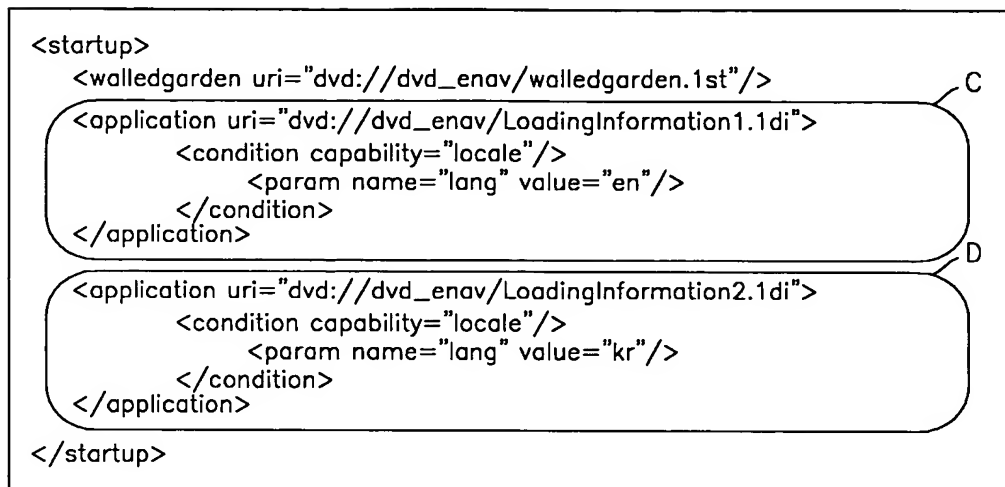 <startup>
<walledgarden uri="dvd://dvd_enav/walledgarden.1st"/>
C
<application uri="dvd://dvd_enav/LoadingInformation1.1di">
<condition capability="locale"/>
<param name="lang" value="en"/>
</condition>
</application>
D
<application uri="dvd://dvd_enav/LoadingInformation2.1di">
<condition capability="locale"/>
<param name="lang" value="kr"/>
</condition>
</application>
</startup>